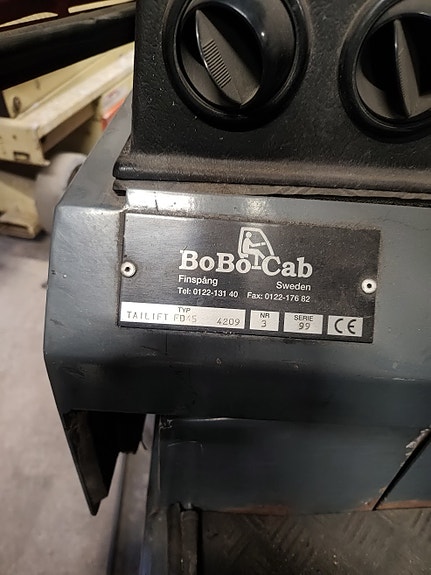 BoBo Cab
Finspång Sweden
Tel: 0122-131 40 Fax: 0122-176 82
TYP NR SERIE
TAILIFT FD45 4209 3 99 CE